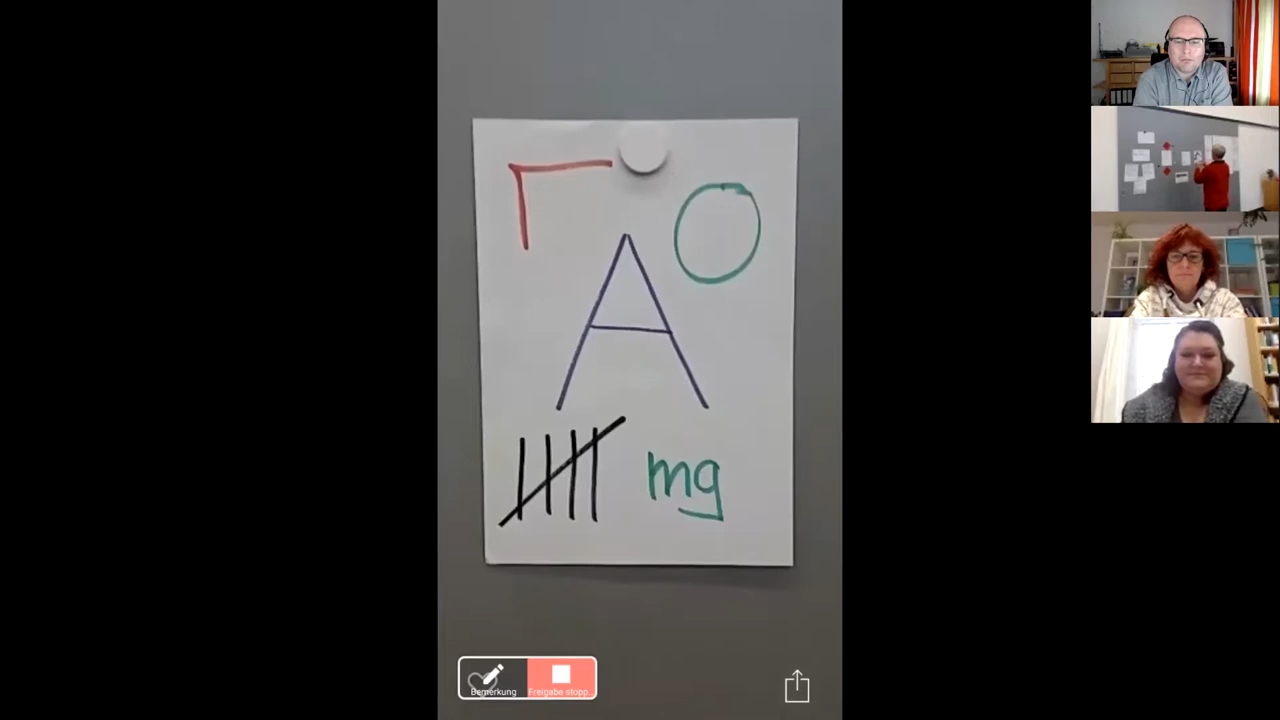 Γ O
A
mg
Bemerkung
Freigabe stopp...